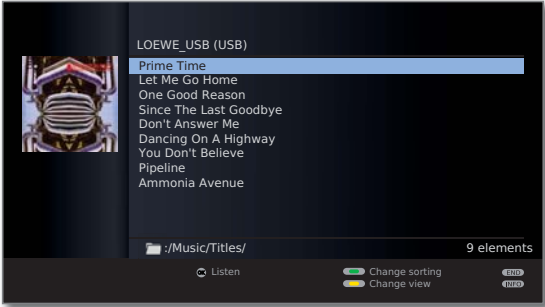 LOEWE_USB (USB)
Prime Time
Let Me Go Home
One Good Reason
Since The Last Goodbye
Don't Answer Me
Dancing On A Highway
You Don't Believe
Pipeline
Ammonia Avenue
:/Music/Titles/ 9 elements
OK Listen Change sorting END
Change view INFO